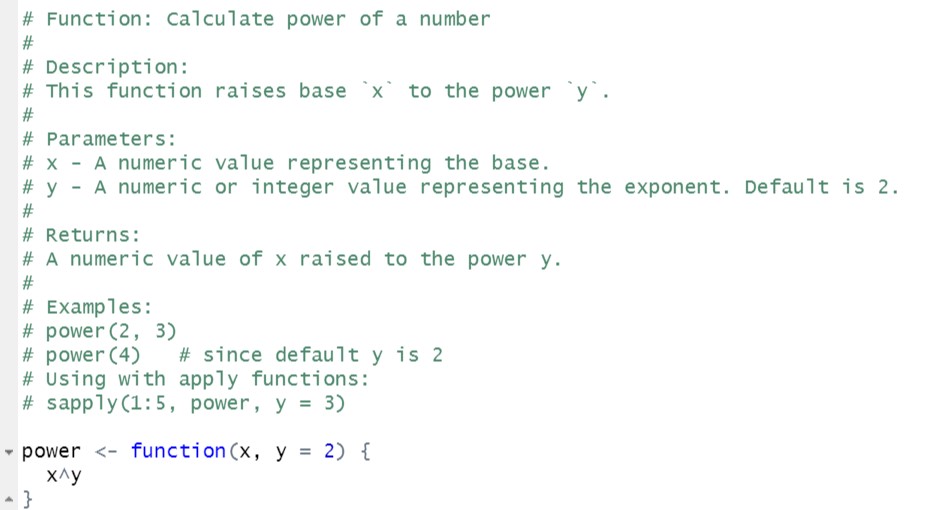 # Function: Calculate power of a number
#
# Description:
# This function raises base `x` to the power `y`.
#
# Parameters:
# x - A numeric value representing the base.
# y - A numeric or integer value representing the exponent. Default is 2.
#
# Returns:
# A numeric value of x raised to the power y.
#
# Examples:
# power(2, 3)
# power(4)   # since default y is 2
# Using with apply functions:
# sapply(1:5, power, y = 3)

power <- function(x, y = 2) {
  x^y
}